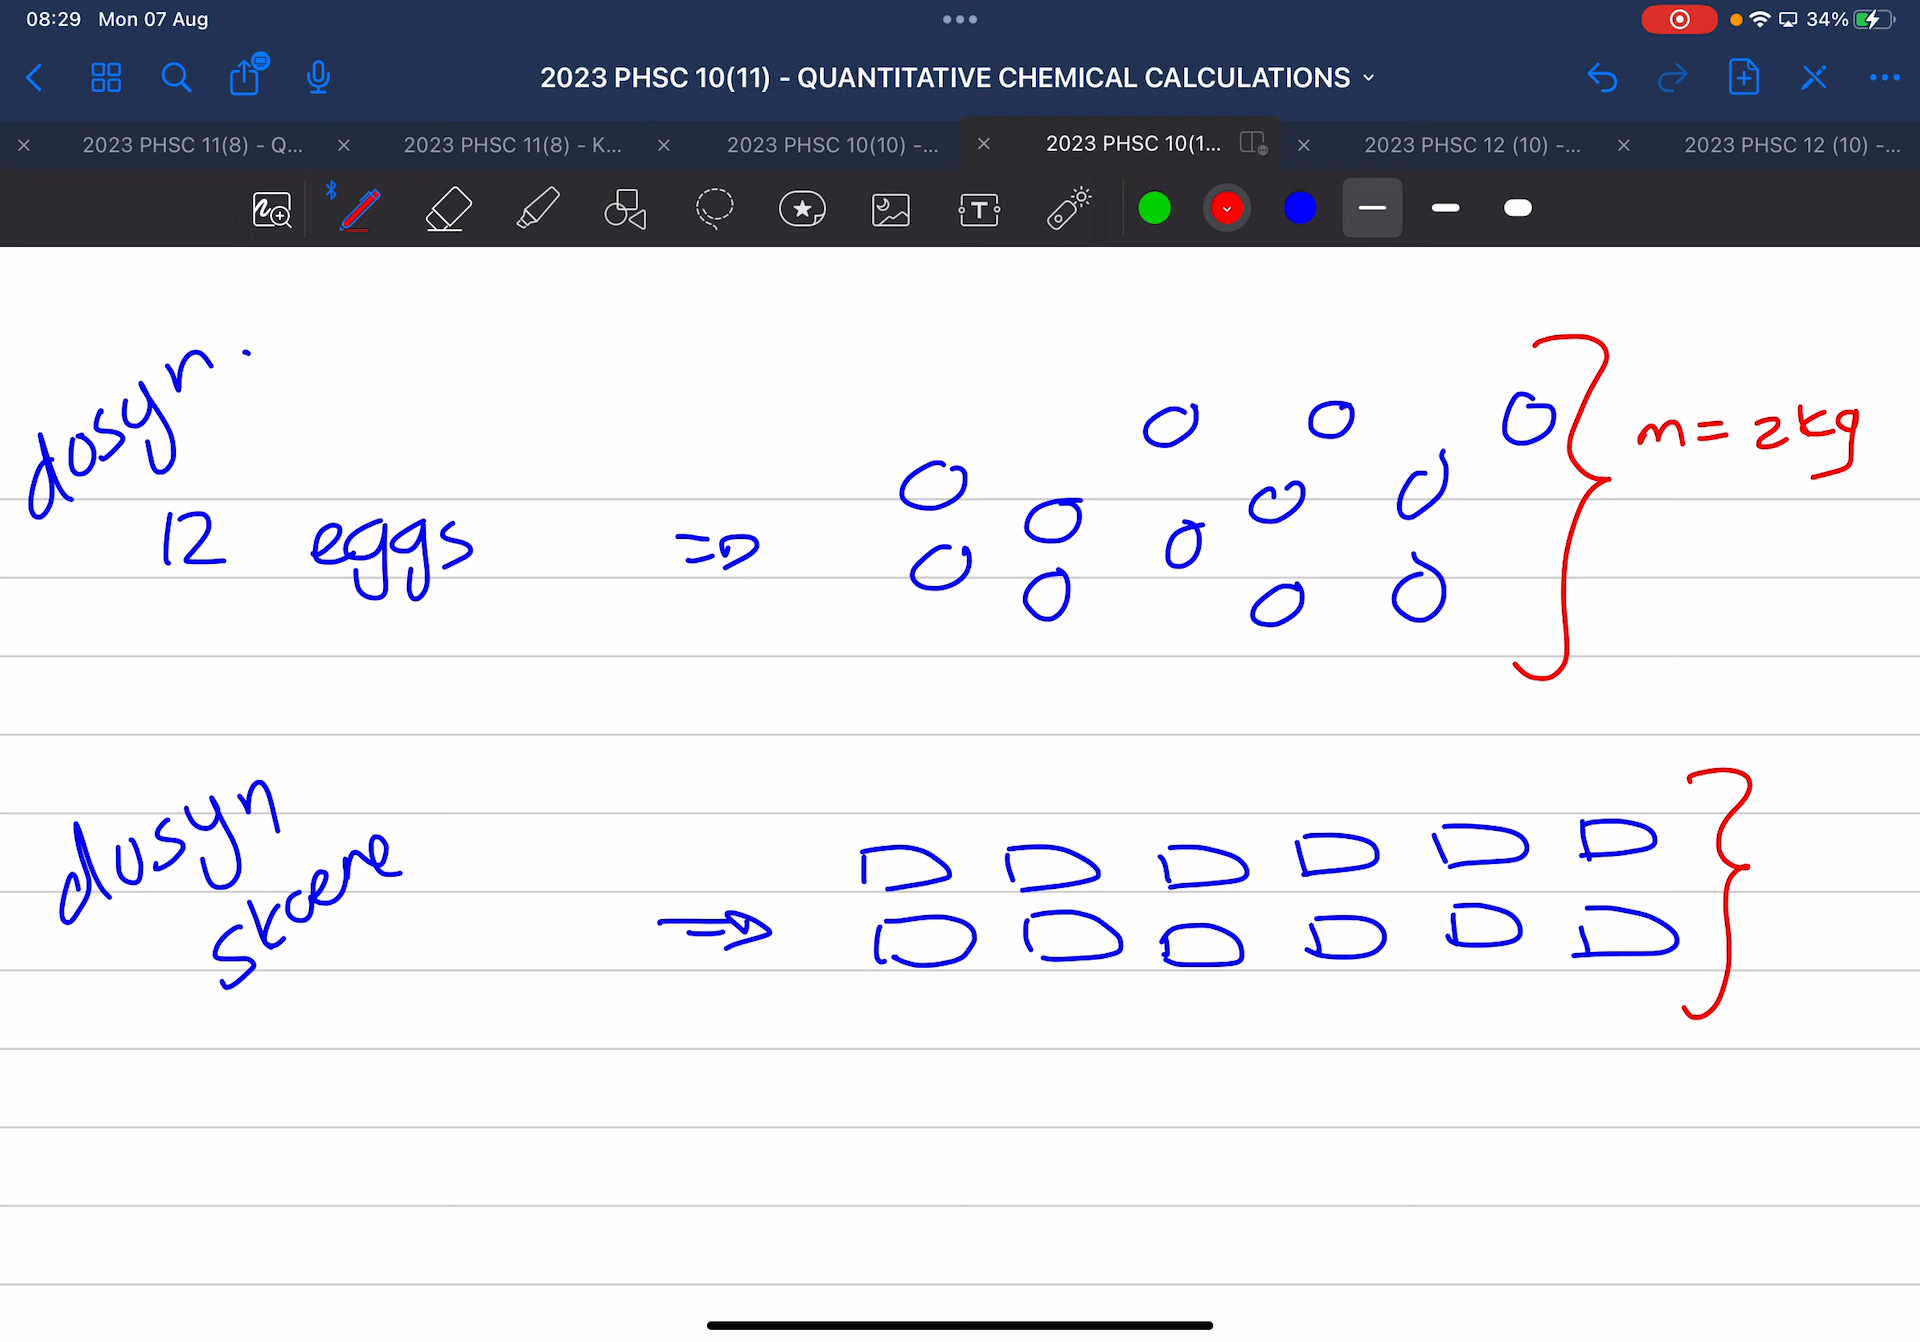 08:29 Mon 07 Aug
34%
2023 PHSC 10(11) - QUANTITATIVE CHEMICAL CALCULATIONS
2023 PHSC 11(8) - Q...
2023 PHSC 11(8) - K...
2023 PHSC 10(10) -...
2023 PHSC 10(1...
2023 PHSC 12 (10) -...
2023 PHSC 12 (10) -...
T
dosyn.
12 eggs ⇒
m = 2kg
dosyn
skoene ⇒